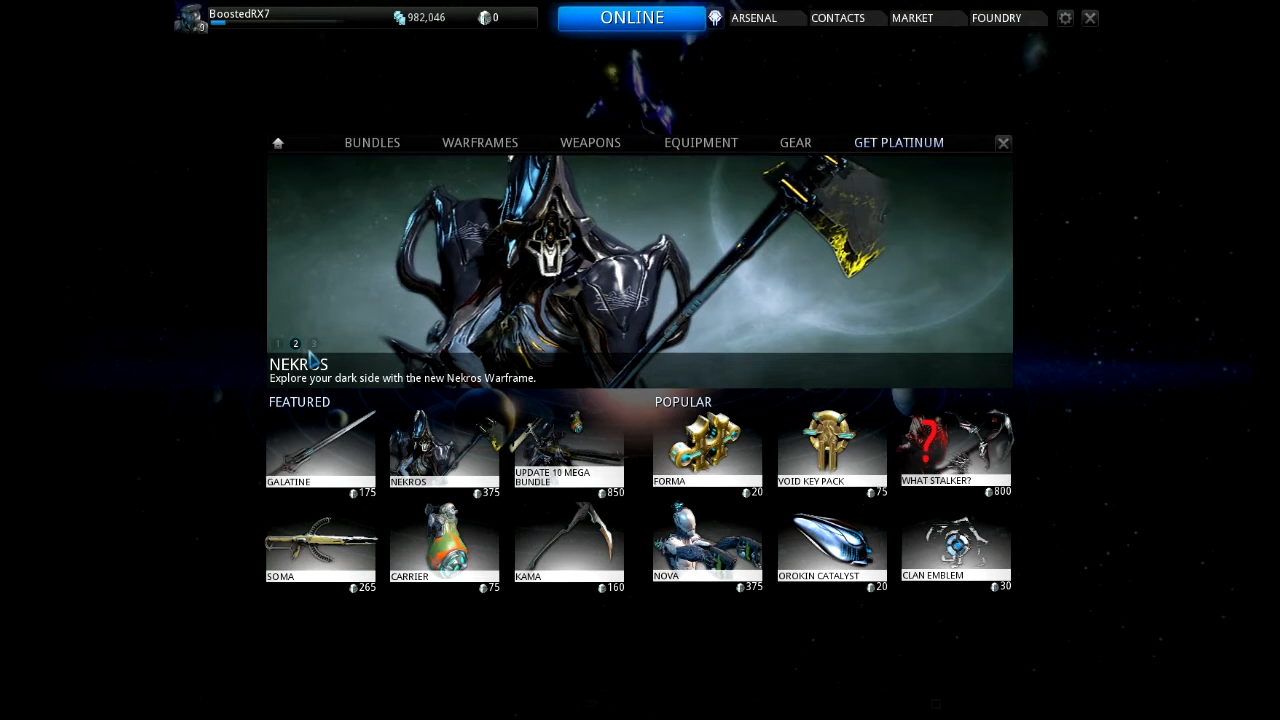 BoostedRX7
9
982,046
0
ONLINE
ARSENAL
CONTACTS
MARKET
FOUNDRY
BUNDLES
WARFRAMES
WEAPONS
EQUIPMENT
GEAR
GET PLATINUM
1 2 3
NEKROS
Explore your dark side with the new Nekros Warframe.
FEATURED
POPULAR
GALATINE
175
NEKROS
375
UPDATE 10 MEGA
BUNDLE
850
FORMA
20
VOID KEY PACK
75
?
WHAT STALKER?
800
SOMA
265
CARRIER
75
KAMA
160
NOVA
375
OROKIN CATALYST
20
CLAN EMBLEM
30